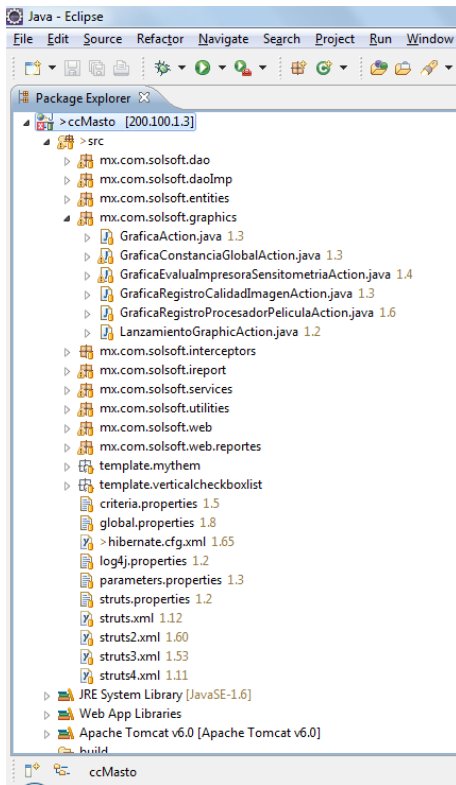 Java - Eclipse
File Edit Source Refactor Navigate Search Project Run Window
Package Explorer
>ccMasto [200.100.1.3]
>src
mx.com.solsoft.dao
mx.com.solsoft.daoImp
mx.com.solsoft.entities
mx.com.solsoft.graphics
GraficaAction.java 1.3
GraficaConstanciaGlobalAction.java 1.3
GraficaEvaluaImpresoraSensitometriaAction.java 1.4
GraficaRegistroCalidadImagenAction.java 1.3
GraficaRegistroProcesadorPeliculaAction.java 1.6
LanzamientoGraphicAction.java 1.2
mx.com.solsoft.interceptors
mx.com.solsoft.ireport
mx.com.solsoft.services
mx.com.solsoft.utilities
mx.com.solsoft.web
mx.com.solsoft.web.reportes
template.mythem
template.verticalcheckboxlist
criteria.properties 1.5
global.properties 1.8
>hibernate.cfg.xml 1.65
log4j.properties 1.2
parameters.properties 1.3
struts.properties 1.2
struts.xml 1.12
struts2.xml 1.60
struts3.xml 1.53
struts4.xml 1.11
JRE System Library [JavaSE-1.6]
Web App Libraries
Apache Tomcat v6.0 [Apache Tomcat v6.0]
build
ccMasto